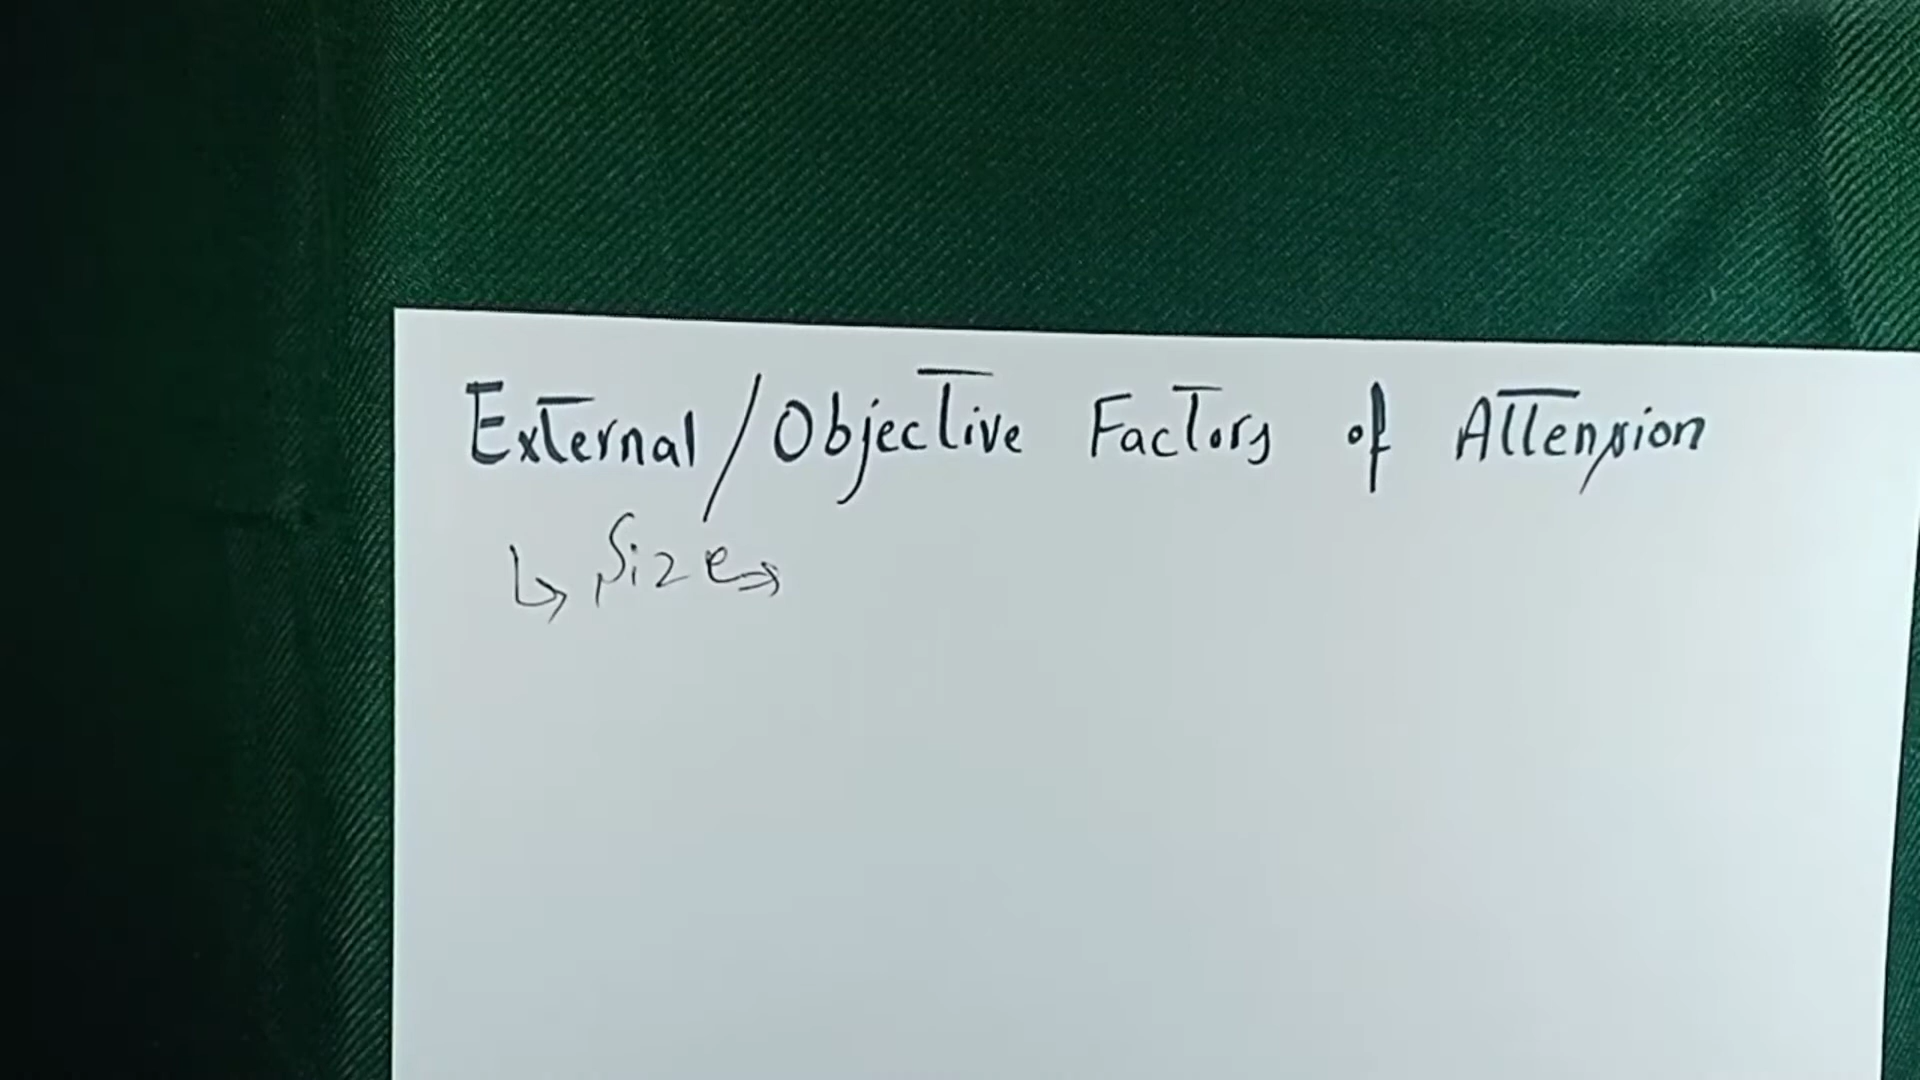 External/Objective Factors of Attension
↳ Size →